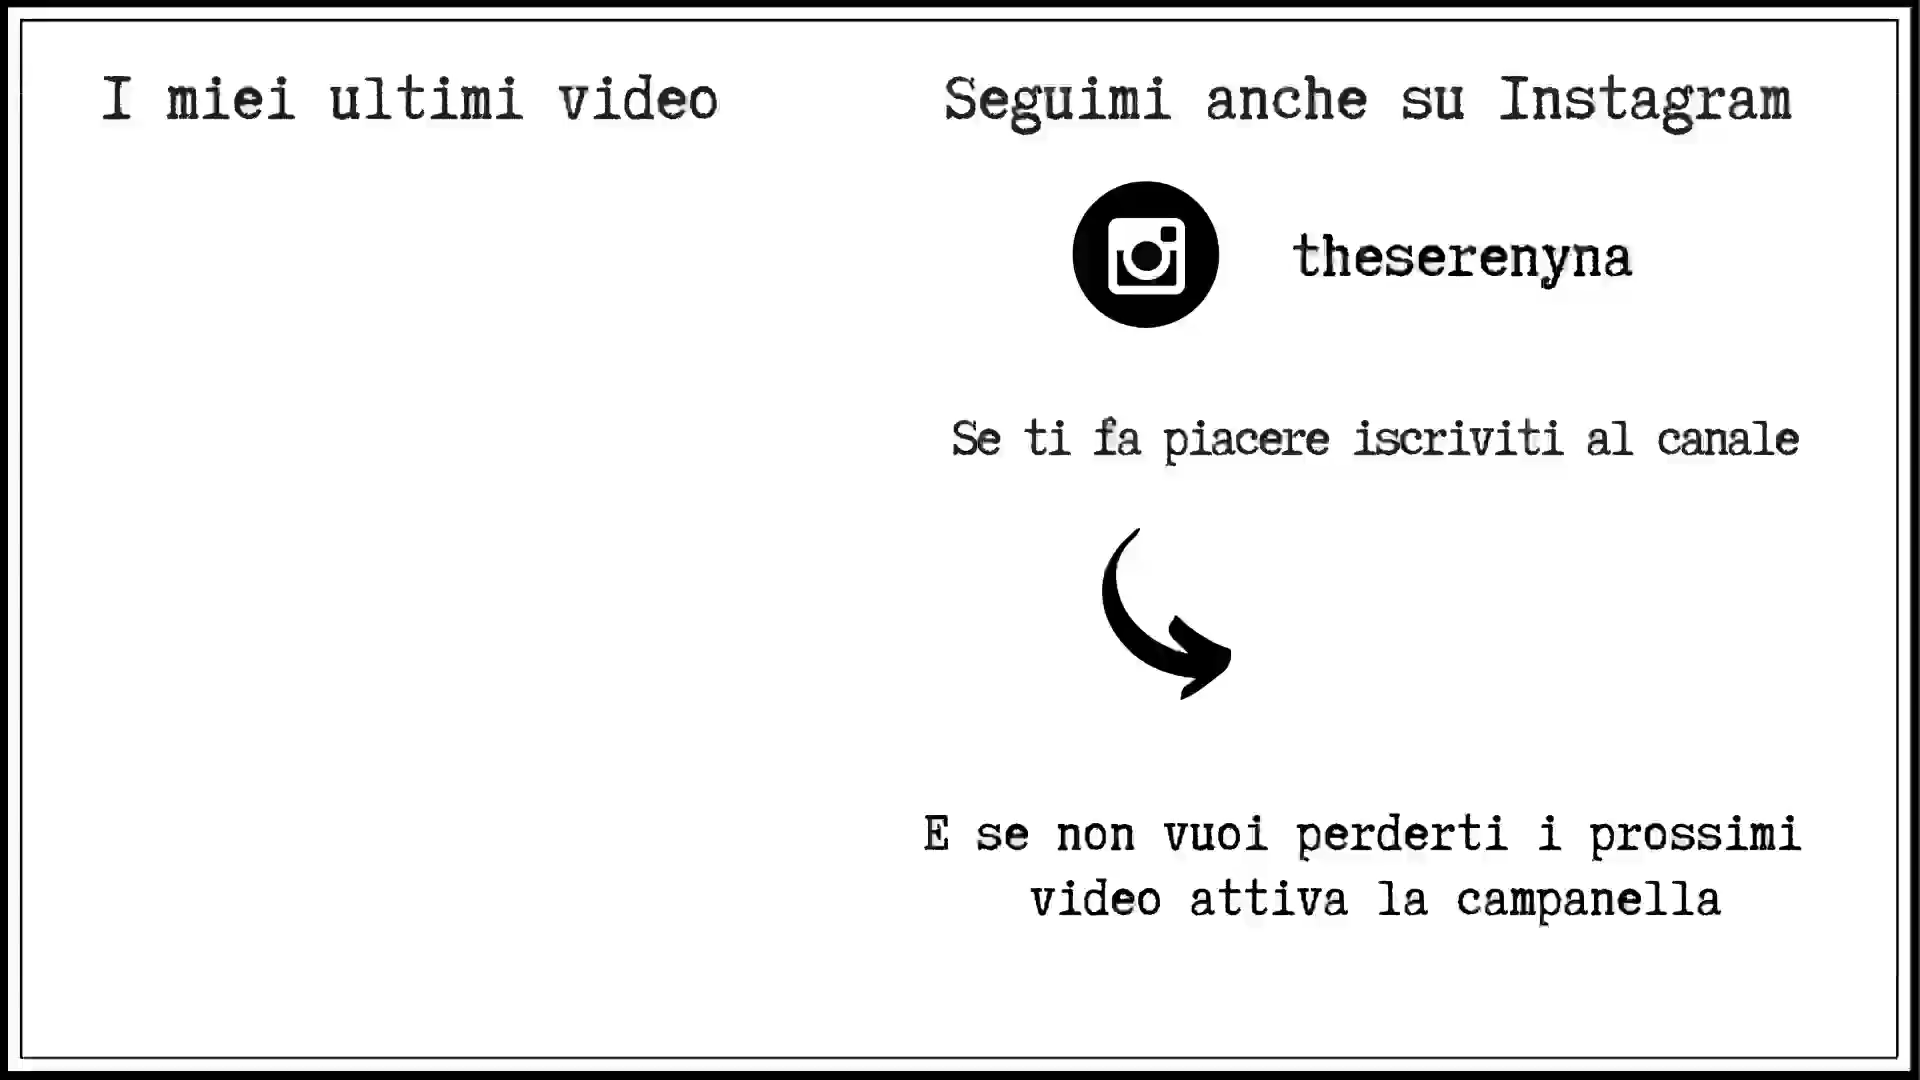 I miei ultimi video
Seguimi anche su Instagram
theserenyna
Se ti fa piacere iscriviti al canale
E se non vuoi perderti i prossimi
video attiva la campanella